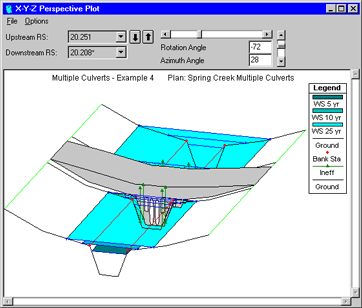 X-Y-Z Perspective Plot
File Options
Upstream RS: 20.251
Downstream RS: 20.208*
Rotation Angle -72
Azimuth Angle 28
Multiple Culverts - Example 4 Plan: Spring Creek Multiple Culverts
Legend
WS 5 yr
WS 10 yr
WS 25 yr
Ground
Bank Sta
Ineff
Ground